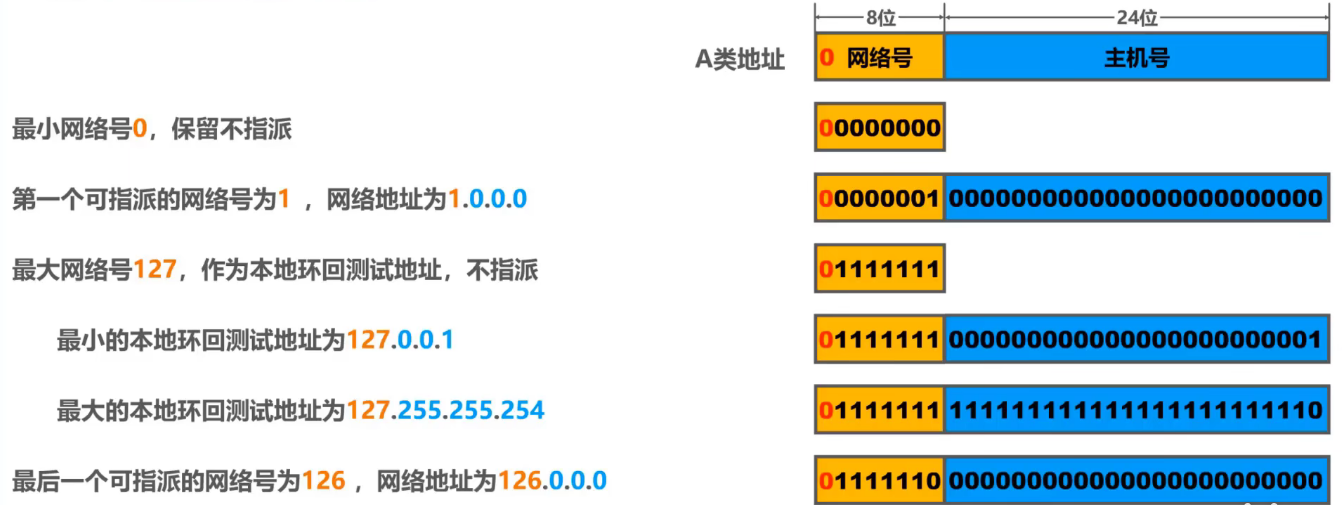 8位 24位
A类地址 0 网络号 主机号
最小网络号0，保留不指派 00000000
第一个可指派的网络号为1 ，网络地址为1.0.0.0 00000001 000000000000000000000000
最大网络号127，作为本地环回测试地址，不指派 01111111
最小的本地环回测试地址为127.0.0.1 01111111 000000000000000000000001
最大的本地环回测试地址为127.255.255.254 01111111 111111111111111111111110
最后一个可指派的网络号为126 ，网络地址为126.0.0.0 01111110 000000000000000000000000